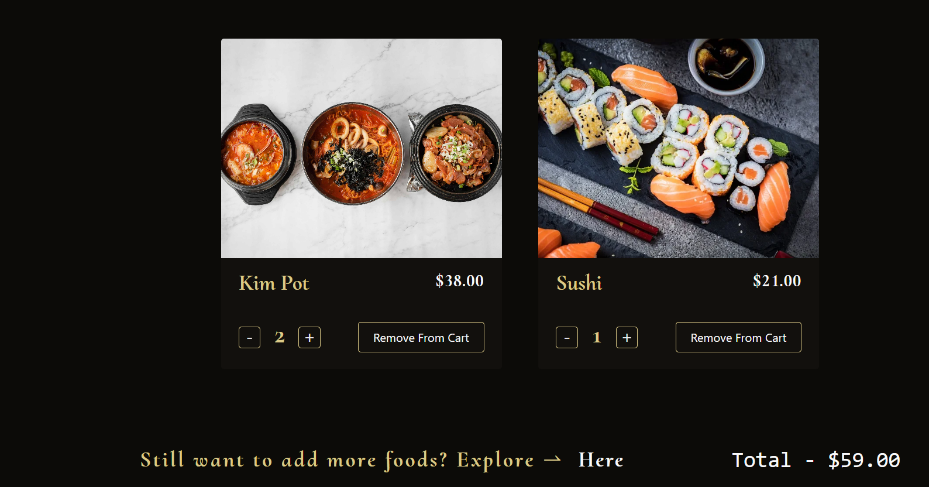 Kim Pot $38.00
- 2 + Remove From Cart
Sushi $21.00
- 1 + Remove From Cart
Still want to add more foods? Explore → Here
Total - $59.00